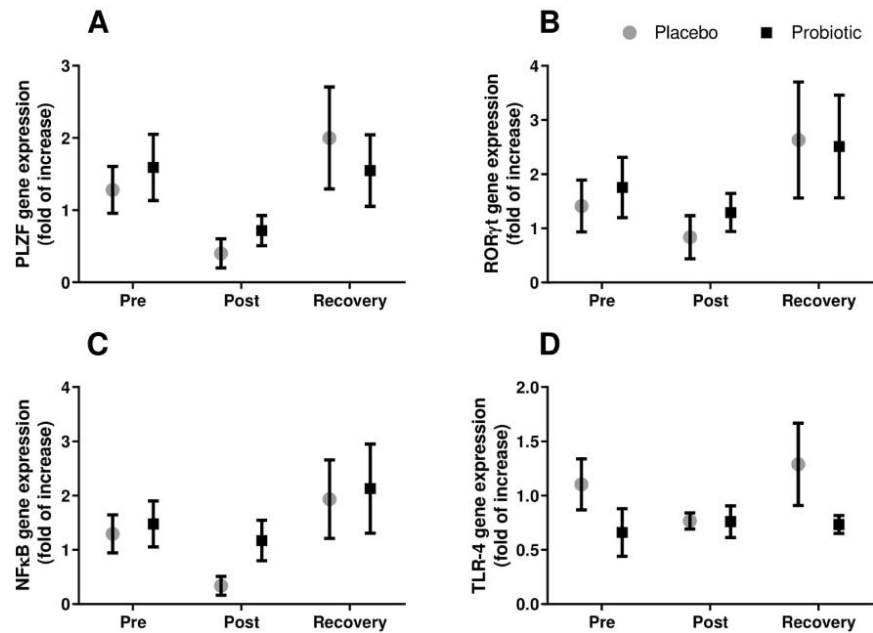 A
B
Placebo
Probiotic
PLZF gene expression
(fold of increase)
3
2
1
0
Pre
Post
Recovery
RORγt gene expression
(fold of increase)
4
3
2
1
0
Pre
Post
Recovery
C
D
NFκB gene expression
(fold of increase)
4
3
2
1
0
Pre
Post
Recovery
TLR-4 gene expression
(fold of increase)
2.0
1.5
1.0
0.5
0.0
Pre
Post
Recovery